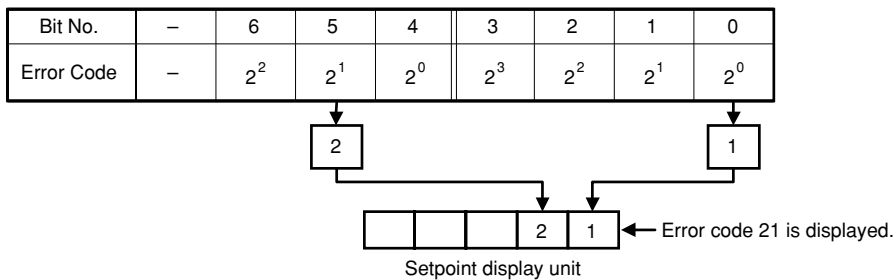 Bit No. – 6 5 4 3 2 1 0
Error Code – 2² 2¹ 2⁰ 2³ 2² 2¹ 2⁰
2 1
2 1 Error code 21 is displayed.
Setpoint display unit